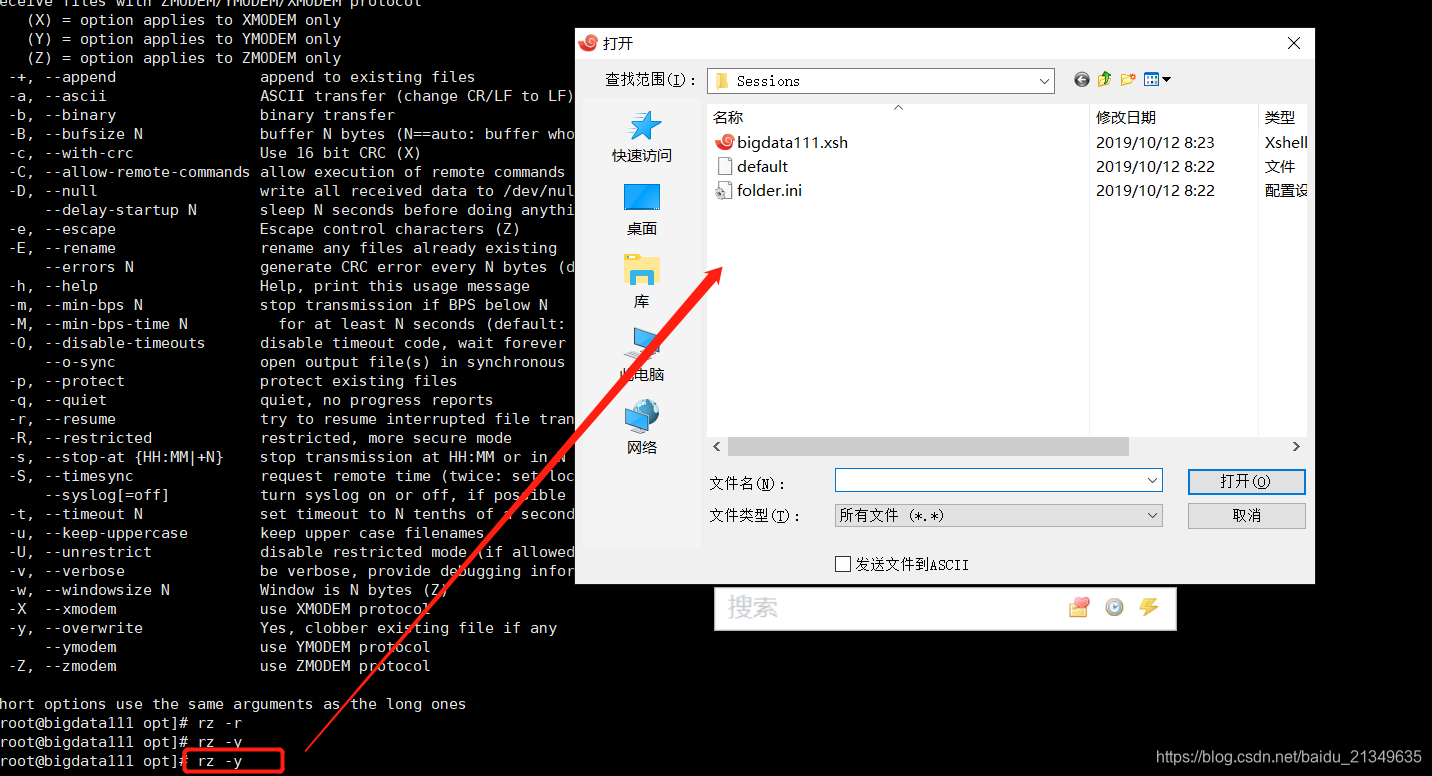 eceive files with ZMODEM/YMODEM/XMODEM protocol
(X) = option applies to XMODEM only
(Y) = option applies to YMODEM only
(Z) = option applies to ZMODEM only
-+, --append append to existing files
-a, --ascii ASCII transfer (change CR/LF to LF)
-b, --binary binary transfer
-B, --bufsize N buffer N bytes (N==auto: buffer who
-c, --with-crc Use 16 bit CRC (X)
-C, --allow-remote-commands allow execution of remote commands
-D, --null write all received data to /dev/nul
--delay-startup N sleep N seconds before doing anythi
-e, --escape Escape control characters (Z)
-E, --rename rename any files already existing
--errors N generate CRC error every N bytes (d
-h, --help Help, print this usage message
-m, --min-bps N stop transmission if BPS below N
-M, --min-bps-time N for at least N seconds (default:
-O, --disable-timeouts disable timeout code, wait forever
--o-sync open output file(s) in synchronous
-p, --protect protect existing files
-q, --quiet quiet, no progress reports
-r, --resume try to resume interrupted file tran
-R, --restricted restricted, more secure mode
-s, --stop-at {HH:MM|+N} stop transmission at HH:MM or in N
-S, --timesync request remote time (twice: set loc
--syslog[=off] turn syslog on or off, if possible
-t, --timeout N set timeout to N tenths of a second
-u, --keep-uppercase keep upper case filenames
-U, --unrestrict disable restricted mode (if allowed
-v, --verbose be verbose, provide debugging infor
-w, --windowsize N Window is N bytes (Z)
-X --xmodem use XMODEM protocol
-y, --overwrite Yes, clobber existing file if any
--ymodem use YMODEM protocol
-Z, --zmodem use ZMODEM protocol
hort options use the same arguments as the long ones
root@bigdata111 opt]# rz -r
root@bigdata111 opt]# rz -y
root@bigdata111 opt]# rz -y
打开
查找范围(I): Sessions
快速访问
桌面
库
此电脑
网络
名称 修改日期 类型
bigdata111.xsh 2019/10/12 8:23 Xshell
default 2019/10/12 8:22 文件
folder.ini 2019/10/12 8:22 配置设
文件名(N): 打开(O)
文件类型(T): 所有文件 (*.*) 取消
发送文件到ASCII
搜索
https://blog.csdn.net/baidu_21349635